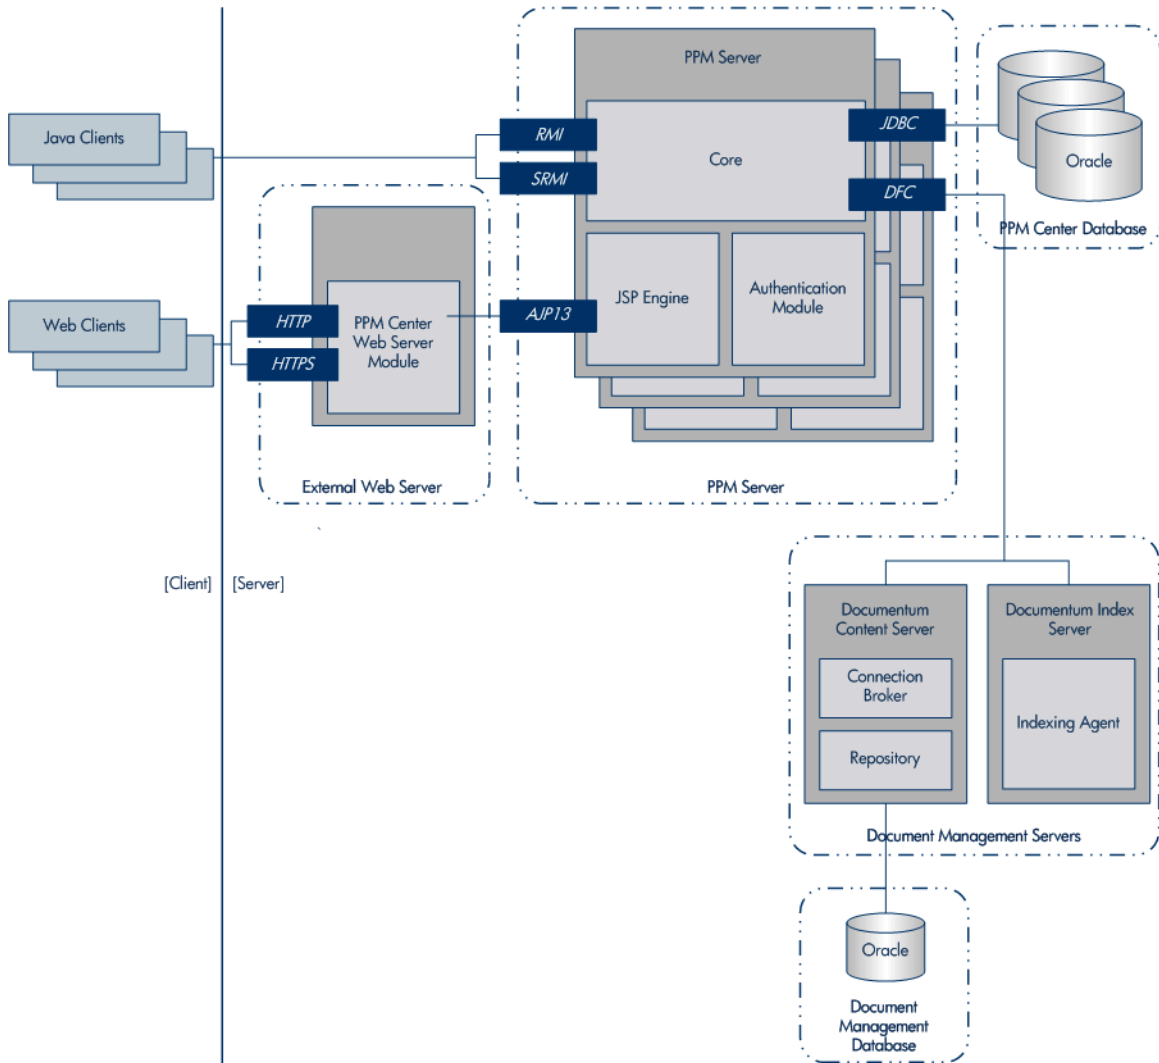 PPM Server
Java Clients
RMI
SRMI
Core
JDBC
DFC
Oracle
PPM Center Database
Web Clients
HTTP
HTTPS
PPM Center
Web Server
Module
AJP13
JSP Engine
Authentication
Module
External Web Server
PPM Server
[Client]
[Server]
Documentum
Content Server
Connection
Broker
Repository
Documentum Index
Server
Indexing Agent
Document Management Servers
Oracle
Document
Management
Database